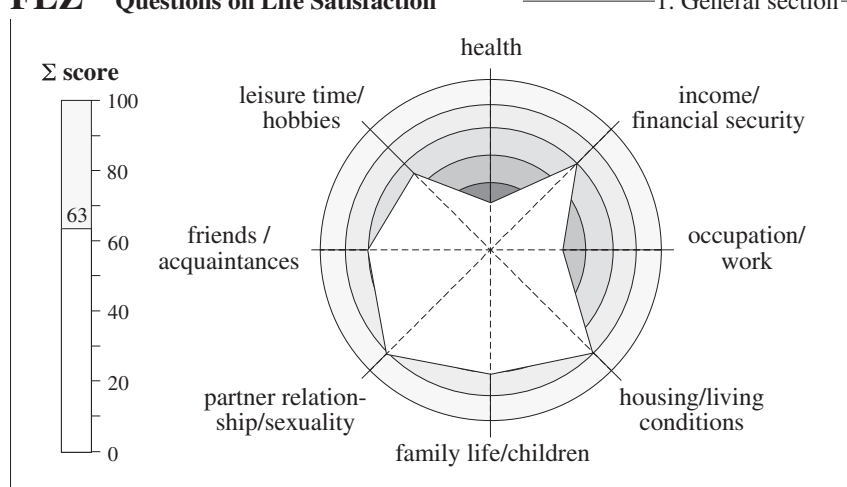 FLZ Questions on Life Satisfaction 1. General section
health
Σ score
100
80
63
60
40
20
0
leisure time/
hobbies
income/
financial security
friends /
acquaintances
occupation/
work
partner relation-
ship/sexuality
housing/living
conditions
family life/children